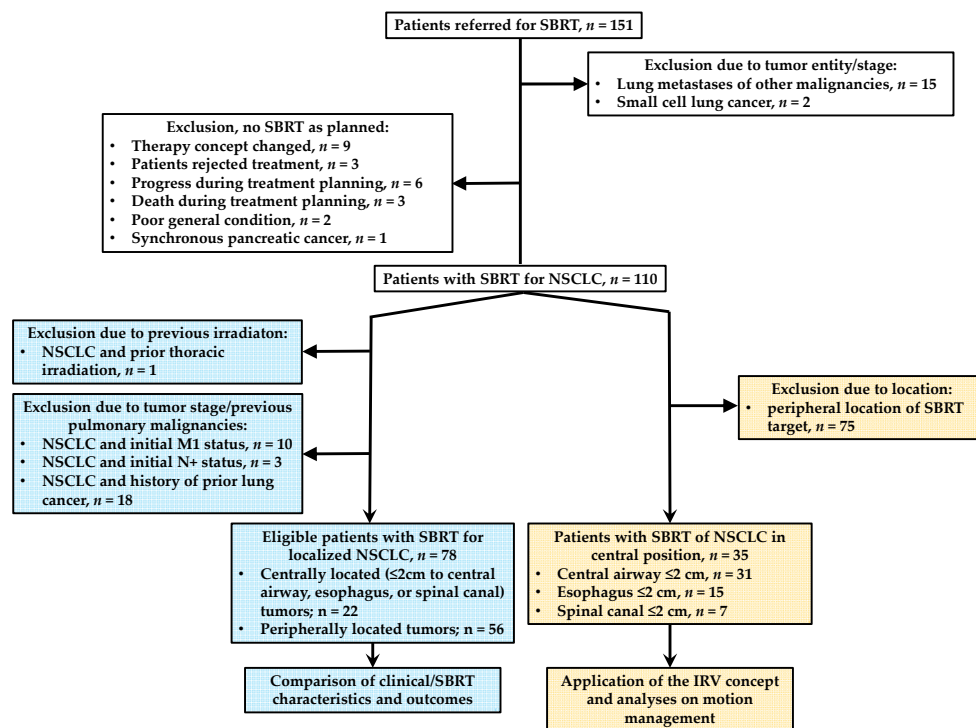 Patients referred for SBRT, n = 151
Exclusion due to tumor entity/stage:
• Lung metastases of other malignancies, n = 15
• Small cell lung cancer, n = 2
Exclusion, no SBRT as planned:
• Therapy concept changed, n = 9
• Patients rejected treatment, n = 3
• Progress during treatment planning, n = 6
• Death during treatment planning, n = 3
• Poor general condition, n = 2
• Synchronous pancreatic cancer, n = 1
Patients with SBRT for NSCLC, n = 110
Exclusion due to previous irradiaton:
• NSCLC and prior thoracic
irradiation, n = 1
Exclusion due to tumor stage/previous
pulmonary malignancies:
• NSCLC and initial M1 status, n = 10
• NSCLC and initial N+ status, n = 3
• NSCLC and history of prior lung
cancer, n = 18
Exclusion due to location:
• peripheral location of SBRT
target, n = 75
Eligible patients with SBRT for
localized NSCLC, n = 78
• Centrally located (≤2cm to central
airway, esophagus, or spinal canal)
tumors; n = 22
• Peripherally located tumors; n = 56
Patients with SBRT of NSCLC in
central position, n = 35
• Central airway ≤2 cm, n = 31
• Esophagus ≤2 cm, n = 15
• Spinal canal ≤2 cm, n = 7
Comparison of clinical/SBRT
characteristics and outcomes
Application of the IRV concept
and analyses on motion
management